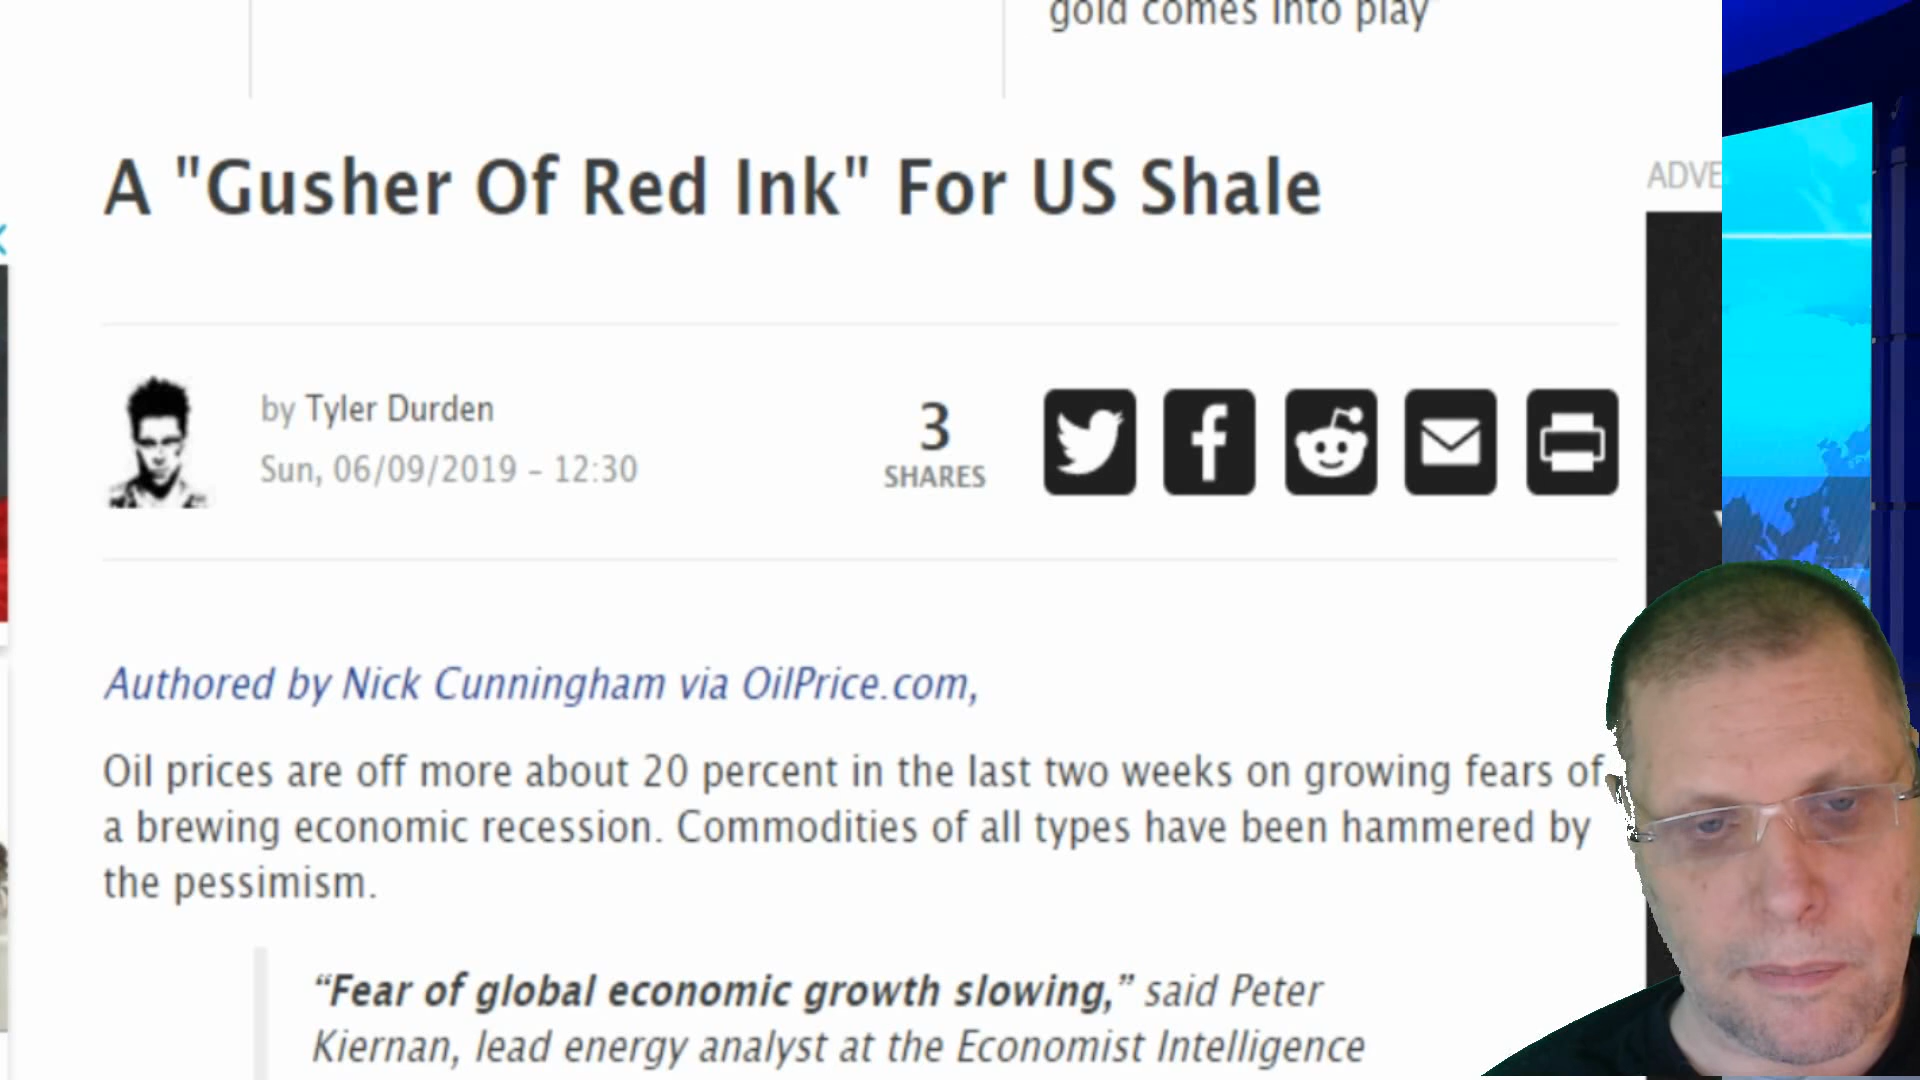 gold comes into play
A "Gusher Of Red Ink" For US Shale
ADVE
by Tyler Durden
Sun, 06/09/2019 - 12:30
3
SHARES
Authored by Nick Cunningham via OilPrice.com,
Oil prices are off more about 20 percent in the last two weeks on growing fears of
a brewing economic recession. Commodities of all types have been hammered by
the pessimism.
“Fear of global economic growth slowing,” said Peter
Kiernan, lead energy analyst at the Economist Intelligence